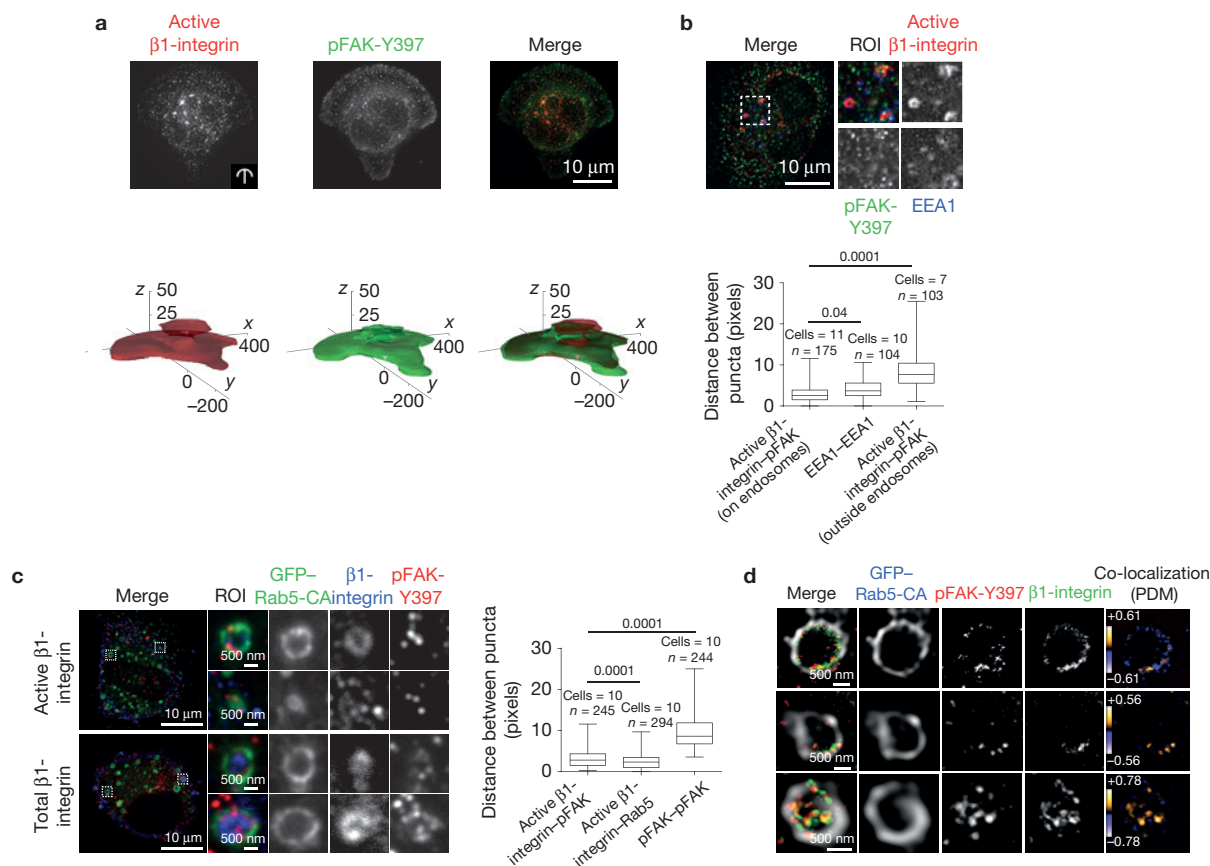 a
Active
β1-integrin
pFAK-Y397
Merge
10 μm
z
50
25
x
400
0
y
–200
z
50
25
x
400
0
y
–200
z
50
25
x
400
0
y
–200
b
Merge
ROI
Active
β1-integrin
10 μm
pFAK-
Y397
EEA1
Distance between
puncta (pixels)
30
20
10
0
0.0001
0.04
Cells = 11
n = 175
Cells = 10
n = 104
Cells = 7
n = 103
Active β1-
integrin–pFAK
(on endosomes)
EEA1–EEA1
Active β1-
integrin–pFAK
(outside endosomes)
c
Merge
ROI
GFP–
Rab5-CA
β1-
integrin
pFAK-
Y397
Active β1-
integrin
10 μm
500 nm
500 nm
Total β1-
integrin
10 μm
500 nm
500 nm
Distance between puncta
(pixels)
30
20
10
0
0.0001
0.0001
Cells = 10
n = 245
Cells = 10
n = 294
Cells = 10
n = 244
Active β1-
integrin–pFAK
Active β1-
integrin–Rab5
pFAK–pFAK
d
Merge
GFP–
Rab5-CA
pFAK-Y397
β1-integrin
Co-localization
(PDM)
500 nm
+0.61
–0.61
500 nm
+0.56
–0.56
500 nm
+0.78
–0.78